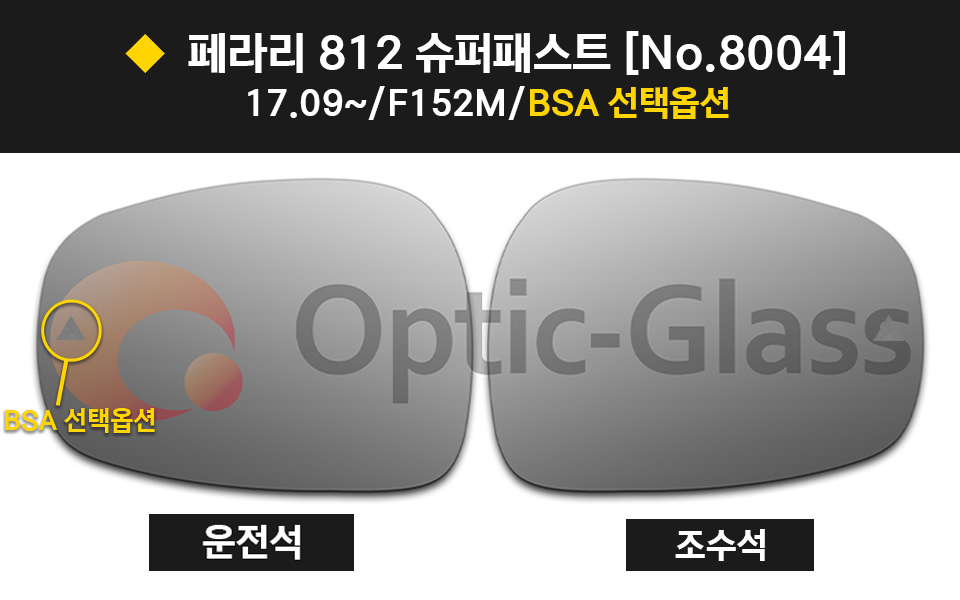 ◆ 페라리 812 슈퍼패스트 [No.8004]
17.09~/F152M/BSA 선택옵션
Optic-Glass
BSA 선택옵션
운전석
조수석